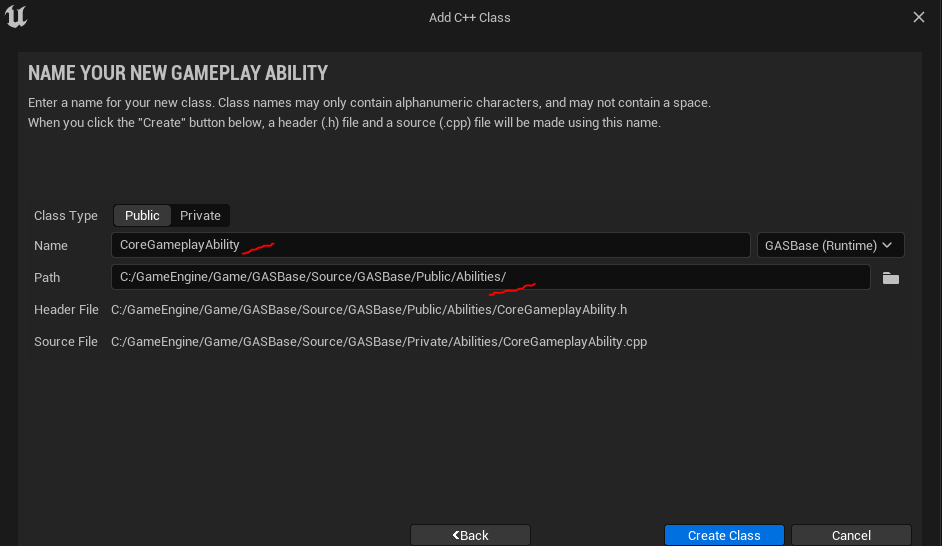 Add C++ Class
NAME YOUR NEW GAMEPLAY ABILITY
Enter a name for your new class. Class names may only contain alphanumeric characters, and may not contain a space.
When you click the "Create" button below, a header (.h) file and a source (.cpp) file will be made using this name.
Class Type Public Private
Name CoreGameplayAbility GASBase (Runtime)
Path C:/GameEngine/Game/GASBase/Source/GASBase/Public/Abilities/
Header File C:/GameEngine/Game/GASBase/Source/GASBase/Public/Abilities/CoreGameplayAbility.h
Source File C:/GameEngine/Game/GASBase/Source/GASBase/Private/Abilities/CoreGameplayAbility.cpp
Back Create Class Cancel